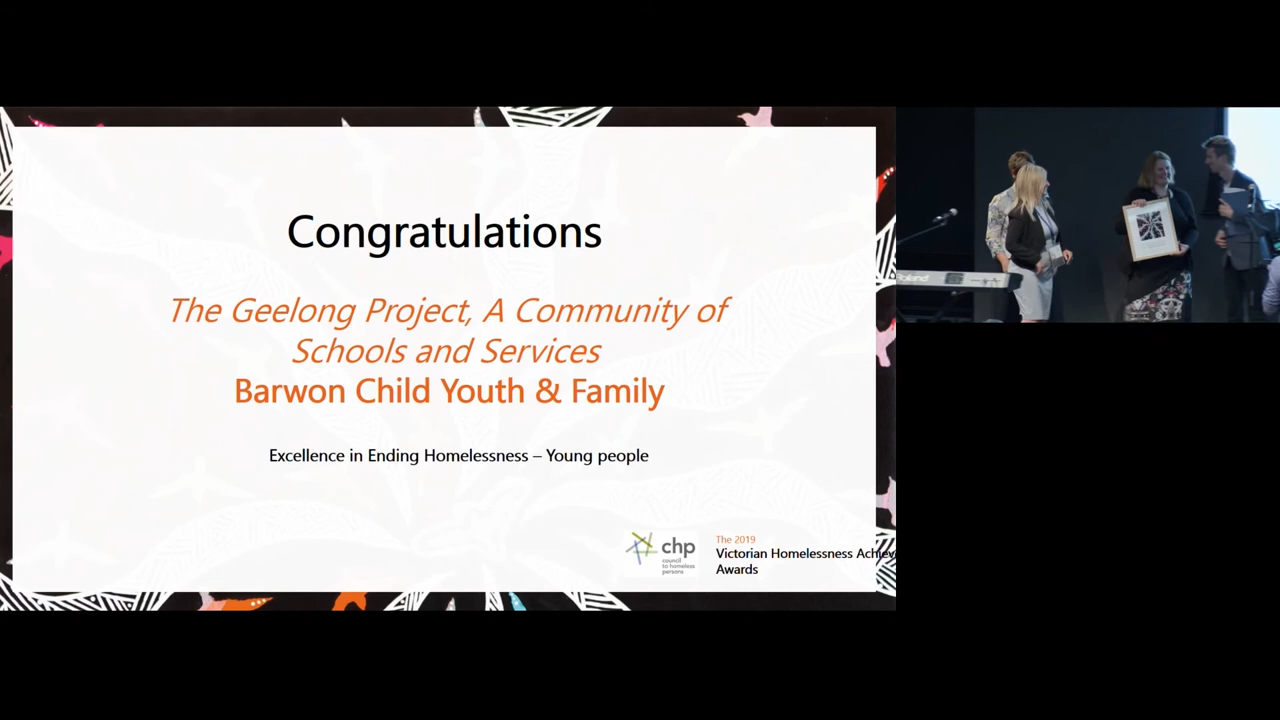 Congratulations
The Geelong Project, A Community of
Schools and Services
Barwon Child Youth & Family
Excellence in Ending Homelessness – Young people
chp
council
to homeless
persons
The 2019
Victorian Homelessness Achiev
Awards
Roland